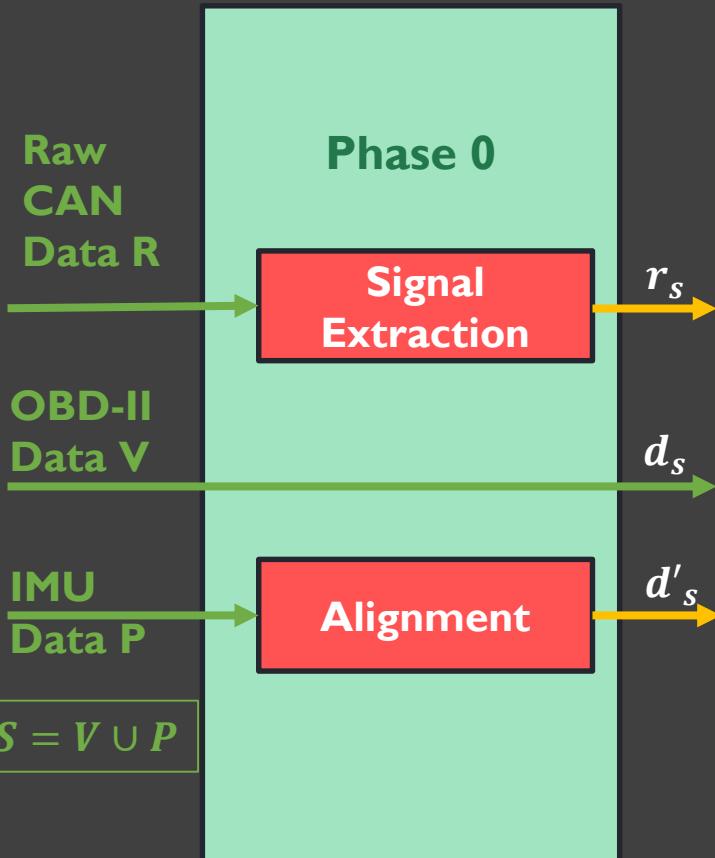 Raw
CAN
Data R
Phase 0
Signal
Extraction
r_s
OBD-II
Data V
d_s
IMU
Data P
Alignment
d'_s
S = V ∪ P